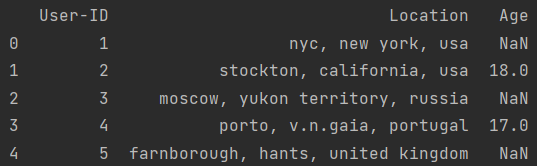 User-ID Location Age
0 1 nyc, new york, usa NaN
1 2 stockton, california, usa 18.0
2 3 moscow, yukon territory, russia NaN
3 4 porto, v.n.gaia, portugal 17.0
4 5 farnborough, hants, united kingdom NaN